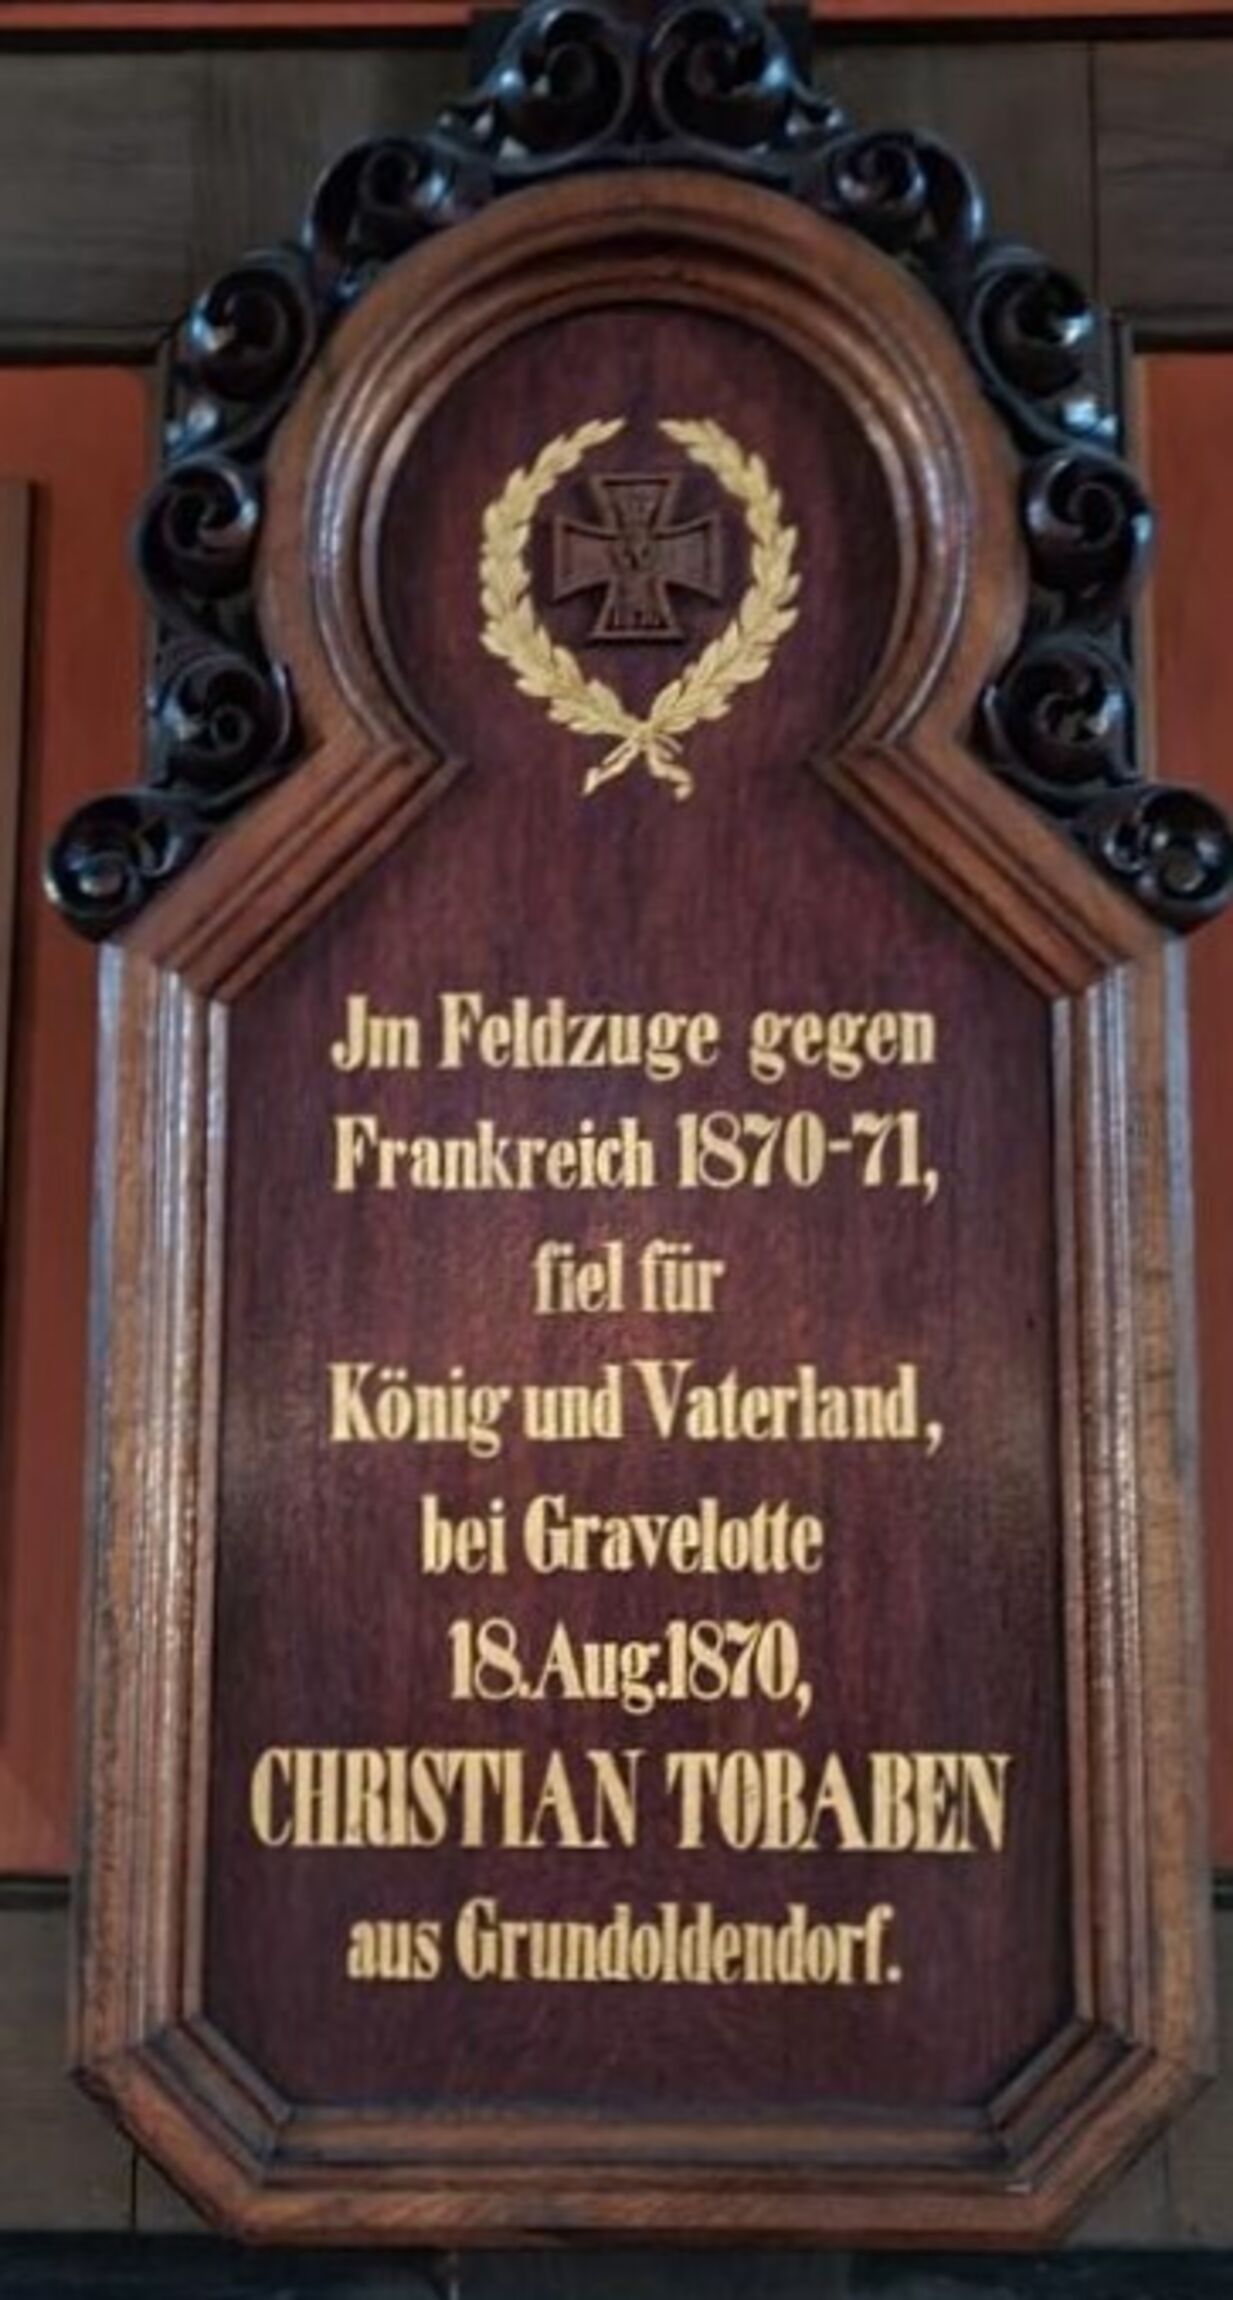 Jm Feldzuge gegen
Frankreich 1870-71,
fiel für
König und Vaterland,
bei Gravelotte
18.Aug.1870,
CHRISTIAN TOBABEN
aus Grundoldendorf.